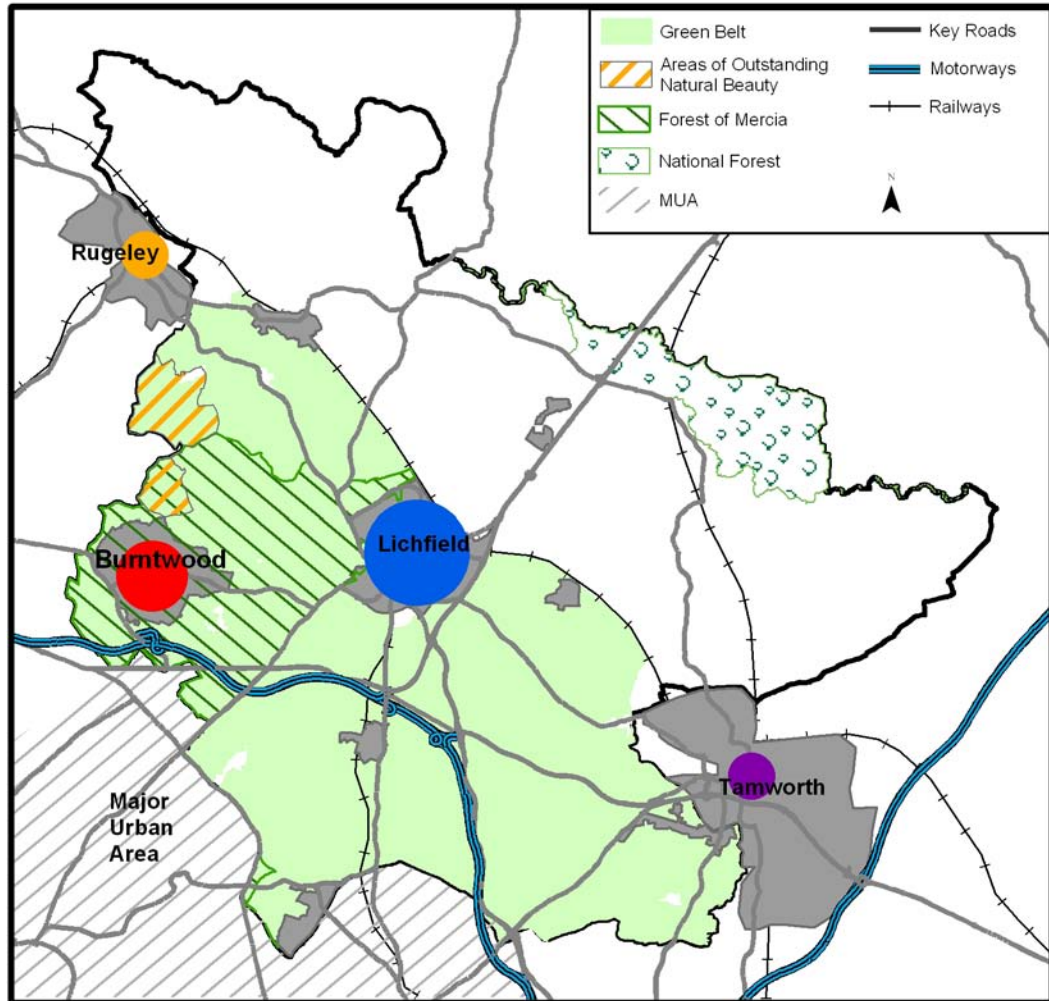 Green Belt
Areas of Outstanding
Natural Beauty
Forest of Mercia
National Forest
MUA
Key Roads
Motorways
Railways
N
Rugeley
Burntwood
Lichfield
Tamworth
Major
Urban
Area